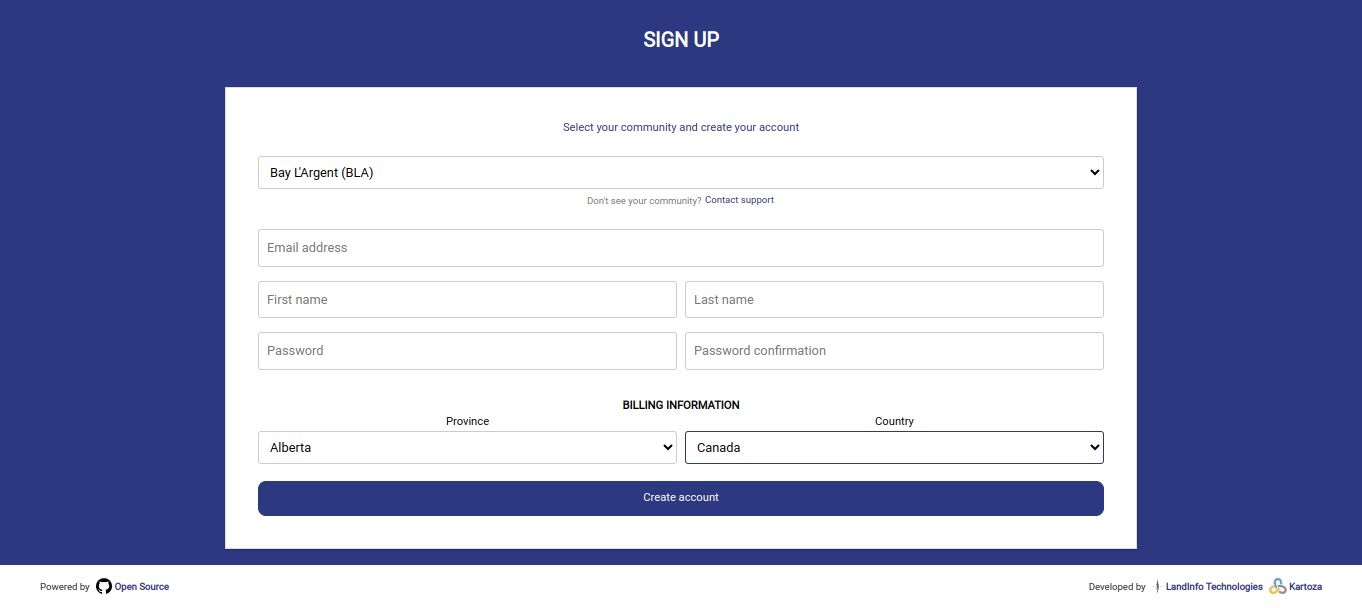 SIGN UP
Select your community and create your account
Bay L'Argent (BLA)
Don't see your community? Contact support
Email address
First name
Last name
Password
Password confirmation
BILLING INFORMATION
Province
Country
Alberta
Canada
Create account
Powered by Open Source
Developed by LandInfo Technologies Kartoza